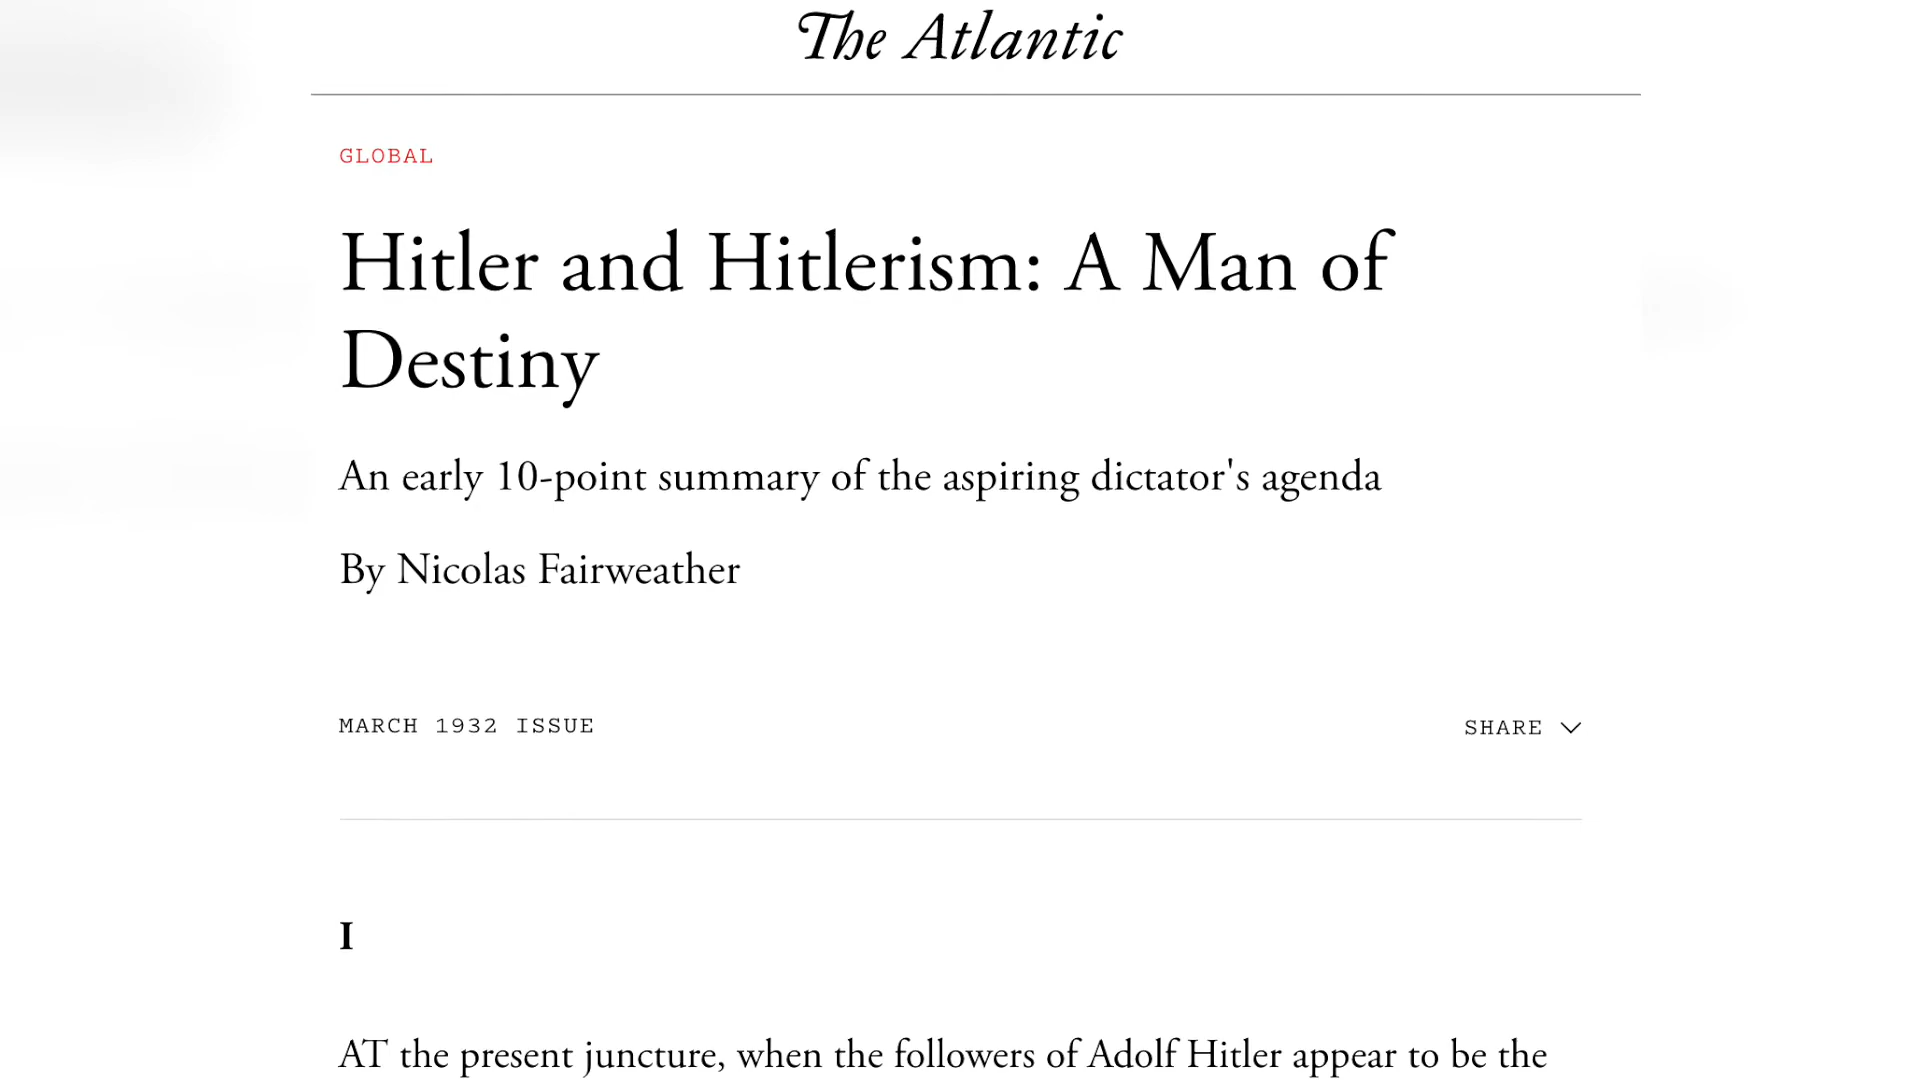 The Atlantic
GLOBAL
Hitler and Hitlerism: A Man of
Destiny
An early 10-point summary of the aspiring dictator's agenda
By Nicolas Fairweather
MARCH 1932 ISSUE
SHARE
I
AT the present juncture, when the followers of Adolf Hitler appear to be the